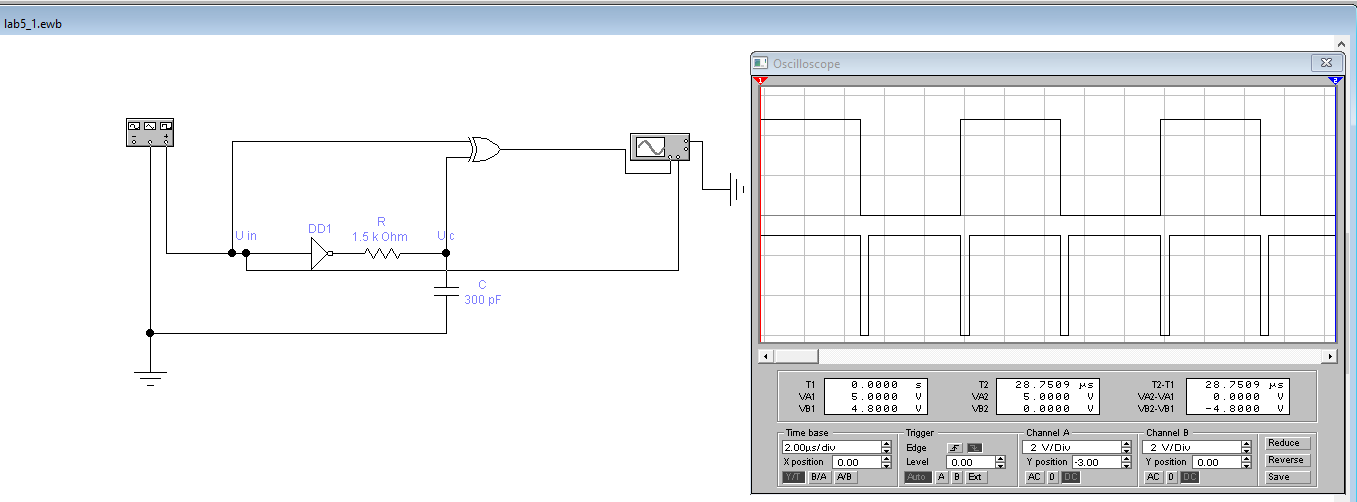 lab5_1.ewb
Oscilloscope
1
2
- +
U in
DD1
R
1.5 k Ohm
U c
C
300 pF
T1 0.0000 s
VA1 5.0000 V
VB1 4.8000 V
T2 28.7509 µs
VA2 5.0000 V
VB2 0.0000 V
T2-T1 28.7509 µs
VA2-VA1 0.0000 V
VB2-VB1 -4.8000 V
Time base
2.00µs/div
X position 0.00
Y/T B/A A/B
Trigger
Edge
Level 0.00
Auto A B Ext
Channel A
2 V/Div
Y position -3.00
AC 0 DC
Channel B
2 V/Div
Y position 0.00
AC 0 DC
Reduce
Reverse
Save